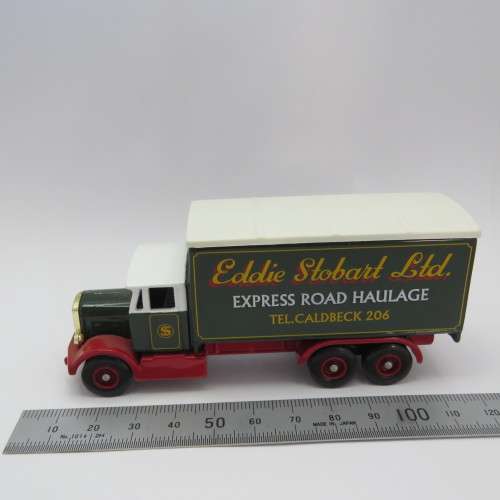 Eddie Stobart Ltd.
EXPRESS ROAD HAULAGE
TEL.CALDBECK 206
10 20 30 40 50 60 70 80 90 100 110 120
MADE IN JAPAN